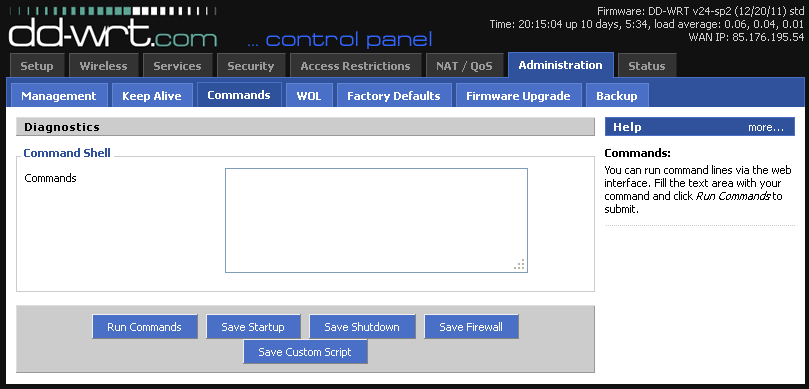 Firmware: DD-WRT v24-sp2 (12/20/11) std
Time: 20:15:04 up 10 days, 5:34, load average: 0.06, 0.04, 0.01
WAN IP: 85.176.195.54
dd-wrt.com ... control panel
Setup Wireless Services Security Access Restrictions NAT / QoS Administration Status
Management Keep Alive Commands WOL Factory Defaults Firmware Upgrade Backup
Diagnostics
Command Shell
Commands
Run Commands Save Startup Save Shutdown Save Firewall
Save Custom Script
Help more...
Commands:
You can run command lines via the web
interface. Fill the text area with your
command and click Run Commands to
submit.